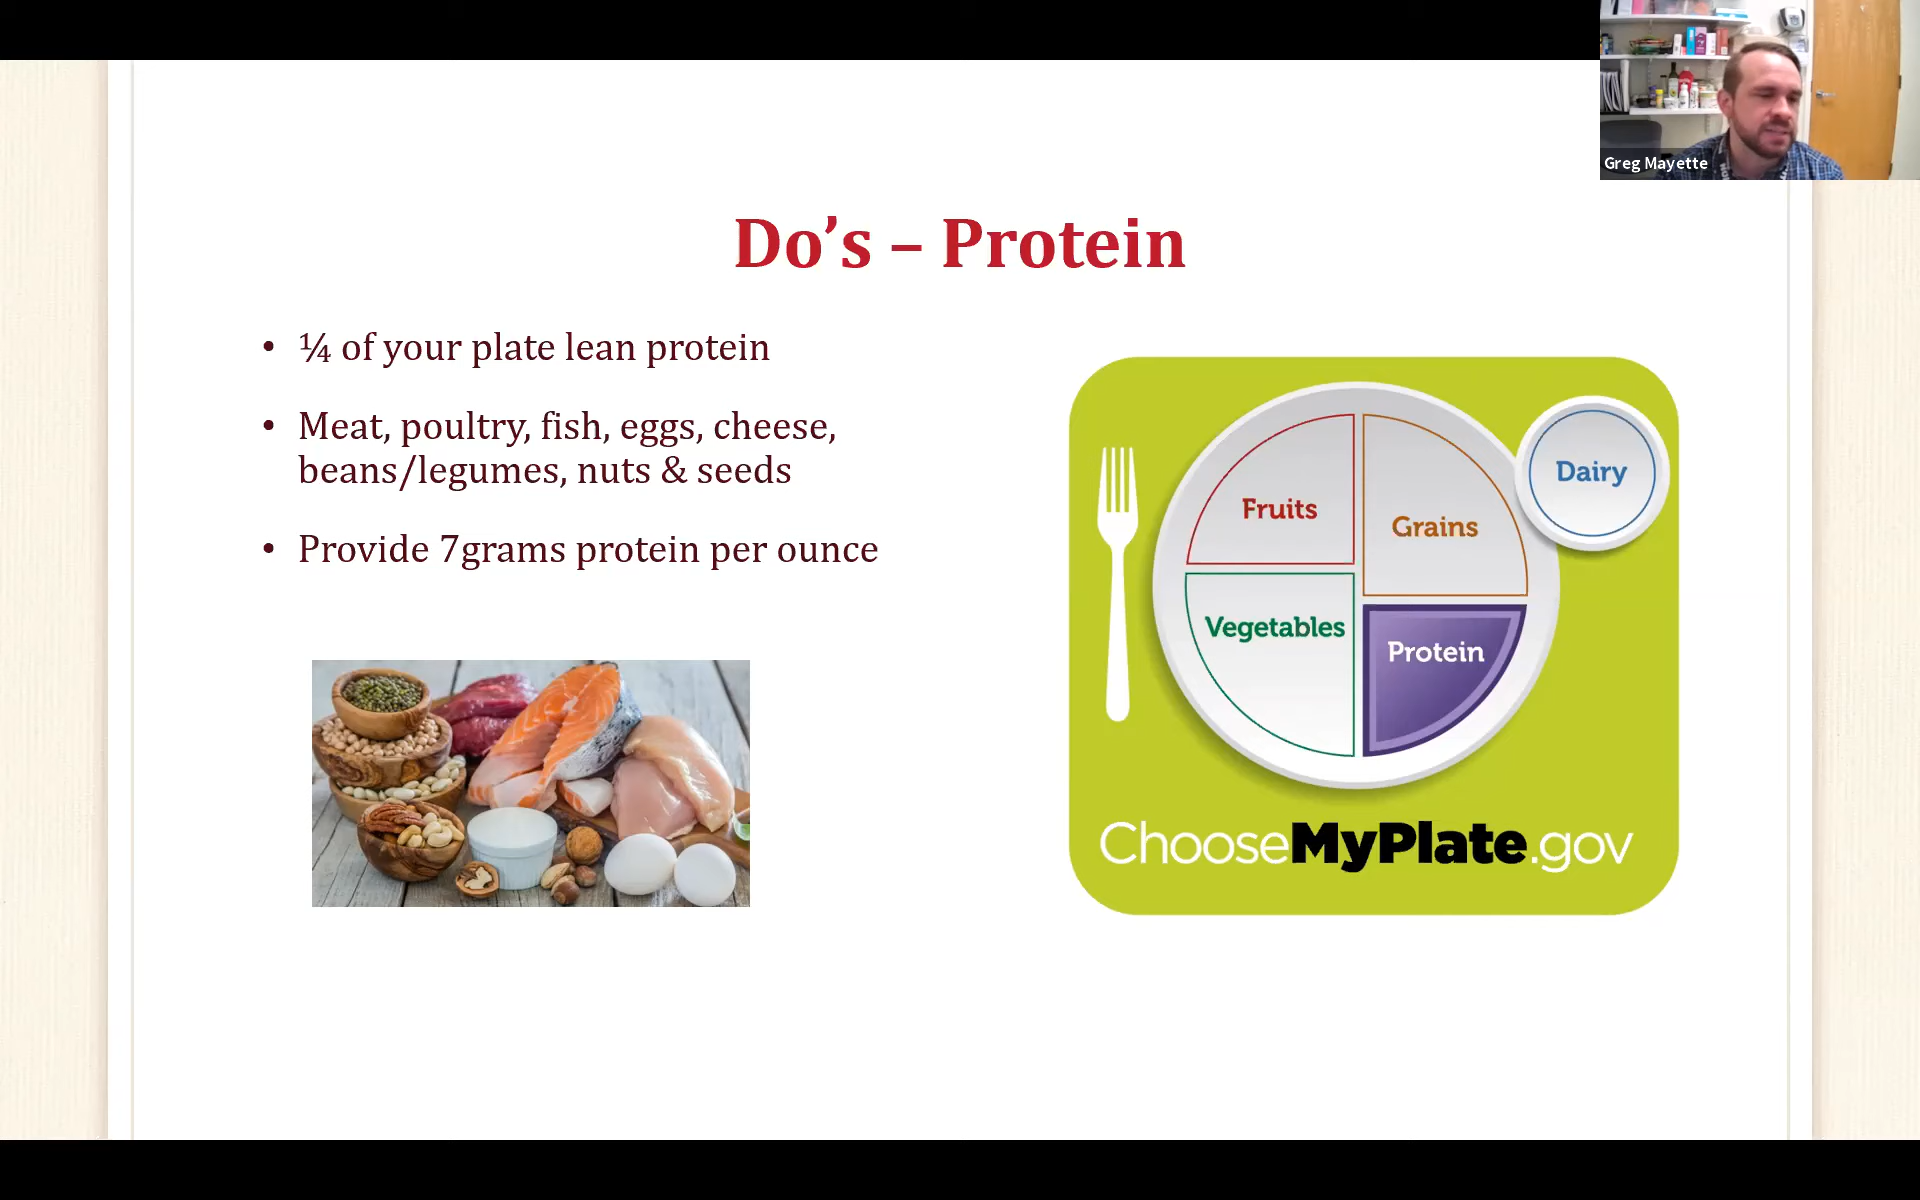 Greg Mayette
Do’s – Protein
• ¼ of your plate lean protein
• Meat, poultry, fish, eggs, cheese,
beans/legumes, nuts & seeds
• Provide 7grams protein per ounce
Fruits
Grains
Dairy
Vegetables
Protein
ChooseMyPlate.gov